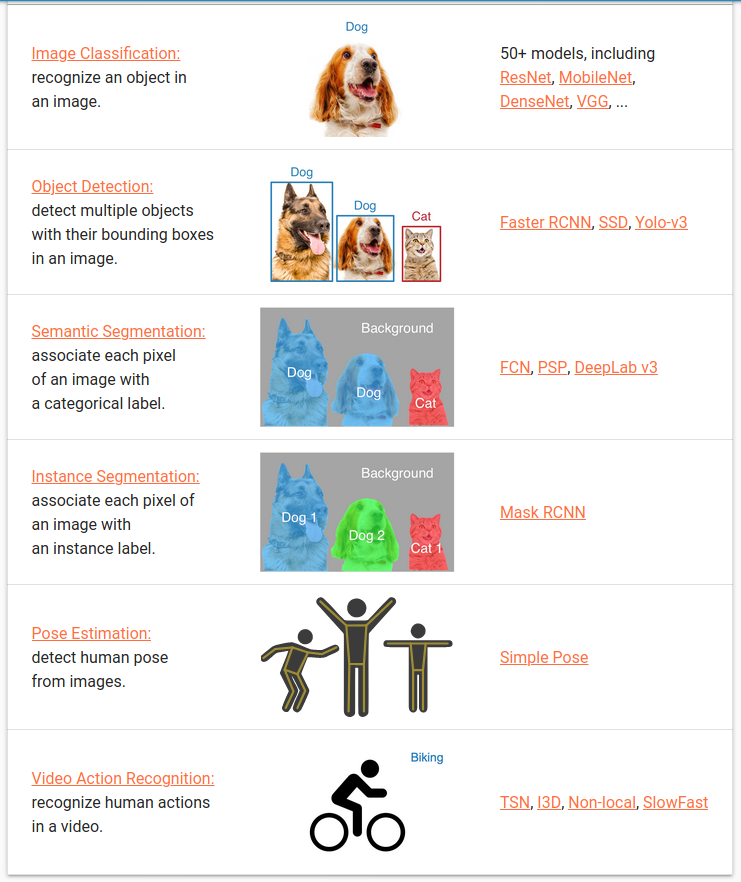 Dog
Image Classification:
recognize an object in
an image.
50+ models, including
ResNet, MobileNet,
DenseNet, VGG, ...
Dog
Dog
Cat
Object Detection:
detect multiple objects
with their bounding boxes
in an image.
Faster RCNN, SSD, Yolo-v3
Semantic Segmentation:
associate each pixel
of an image with
a categorical label.
Background
Dog
Dog
Cat
FCN, PSP, DeepLab v3
Instance Segmentation:
associate each pixel of
an image with
an instance label.
Background
Dog 1
Dog 2
Cat 1
Mask RCNN
Pose Estimation:
detect human pose
from images.
Simple Pose
Video Action Recognition:
recognize human actions
in a video.
Biking
TSN, I3D, Non-local, SlowFast